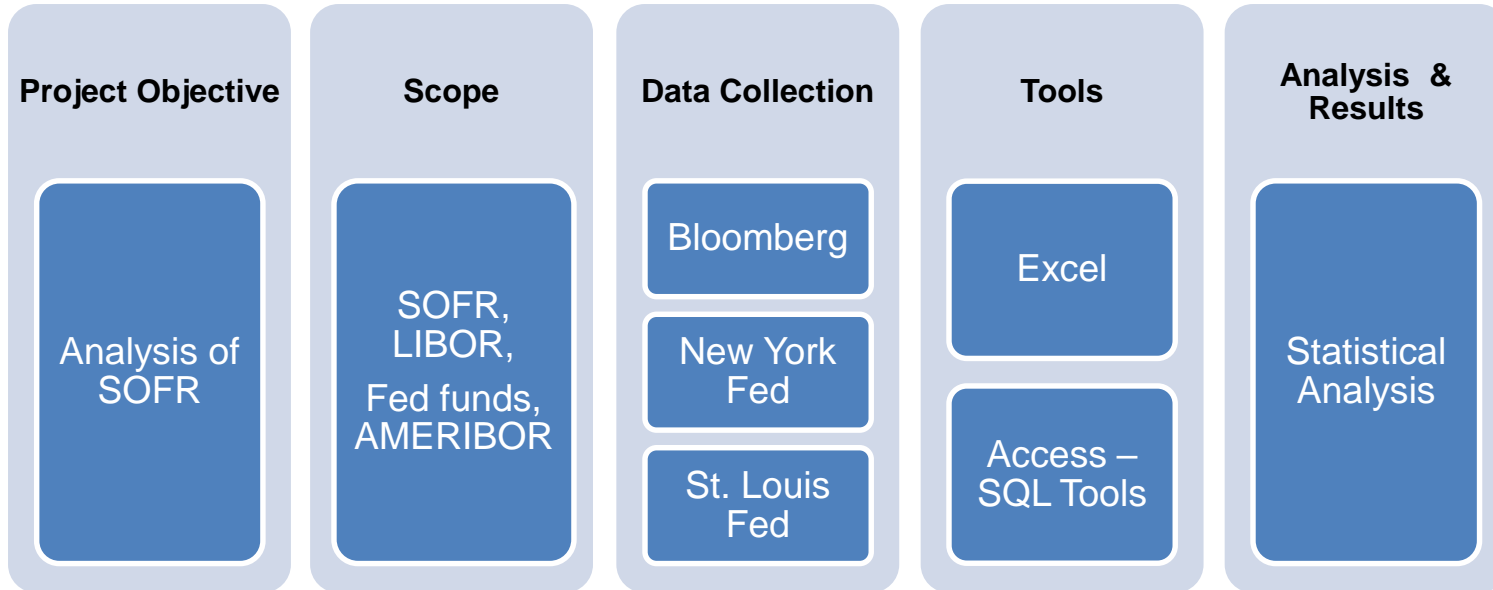 Project Objective
Analysis of
SOFR
Scope
SOFR,
LIBOR,
Fed funds,
AMERIBOR
Data Collection
Bloomberg
New York
Fed
St. Louis
Fed
Tools
Excel
Access –
SQL Tools
Analysis &
Results
Statistical
Analysis